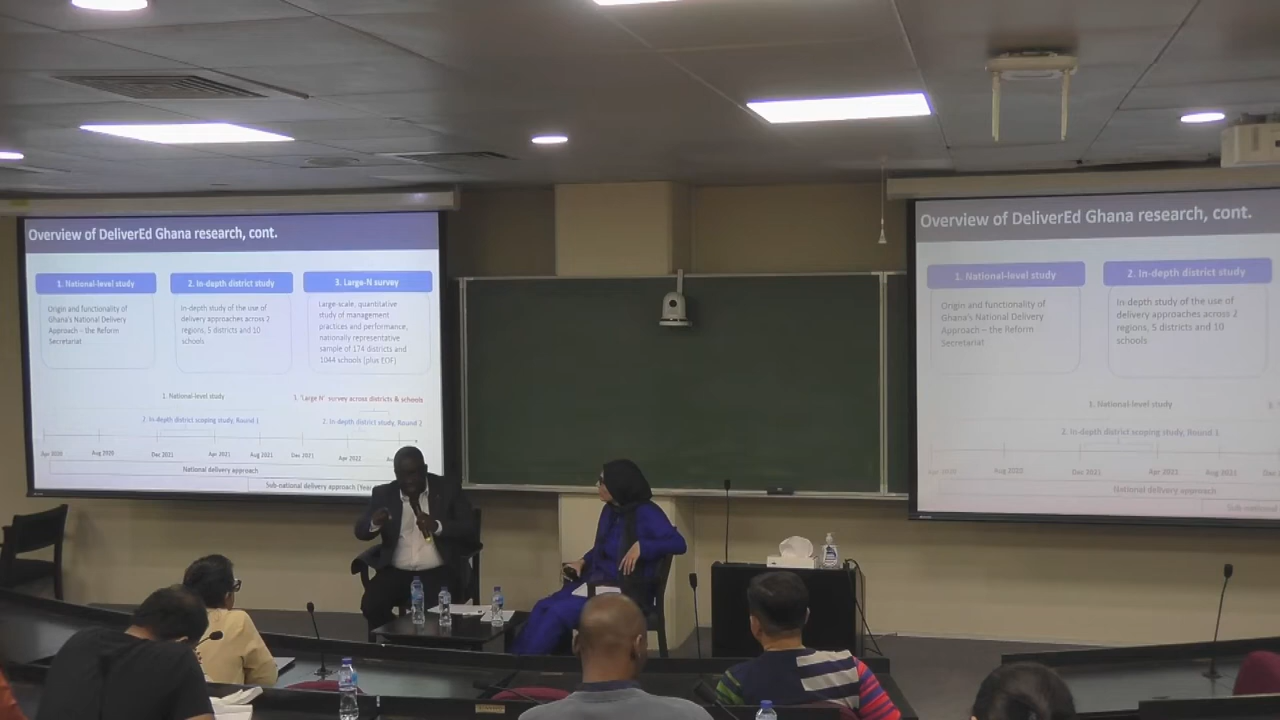 Overview of DeliverEd Ghana research, cont.
1. National-level study
Origin and functionality of
Ghana's National Delivery
Approach – the Reform
Secretariat
2. In-depth district study
In-depth study of the use of
delivery approaches across 2
regions, 5 districts and 10
schools
3. Large-N survey
Large-scale, quantitative
study of management
practices and performance,
nationally representative
sample of 174 districts and
1044 schools (plus EOF)
1. National-level study
1. 'Large N' survey across districts & schools
2. In-depth district scoping study, Round 1
2. In-depth district study, Round 2
Apr 2020
Aug 2020
Dec 2021
Apr 2021
Aug 2021
Dec 2021
Apr 2022
National delivery approach
Sub-national delivery approach (Year
Overview of DeliverEd Ghana research, cont.
1. National-level study
Origin and functionality of
Ghana's National Delivery
Approach – the Reform
Secretariat
2. In-depth district study
In-depth study of the use of
delivery approaches across 2
regions, 5 districts and 10
schools
1. National-level study
2. In-depth district scoping study, Round 1
Apr 2020
Aug 2020
Dec 2021
Apr 2021
Aug 2021
National delivery approach
Sub-national